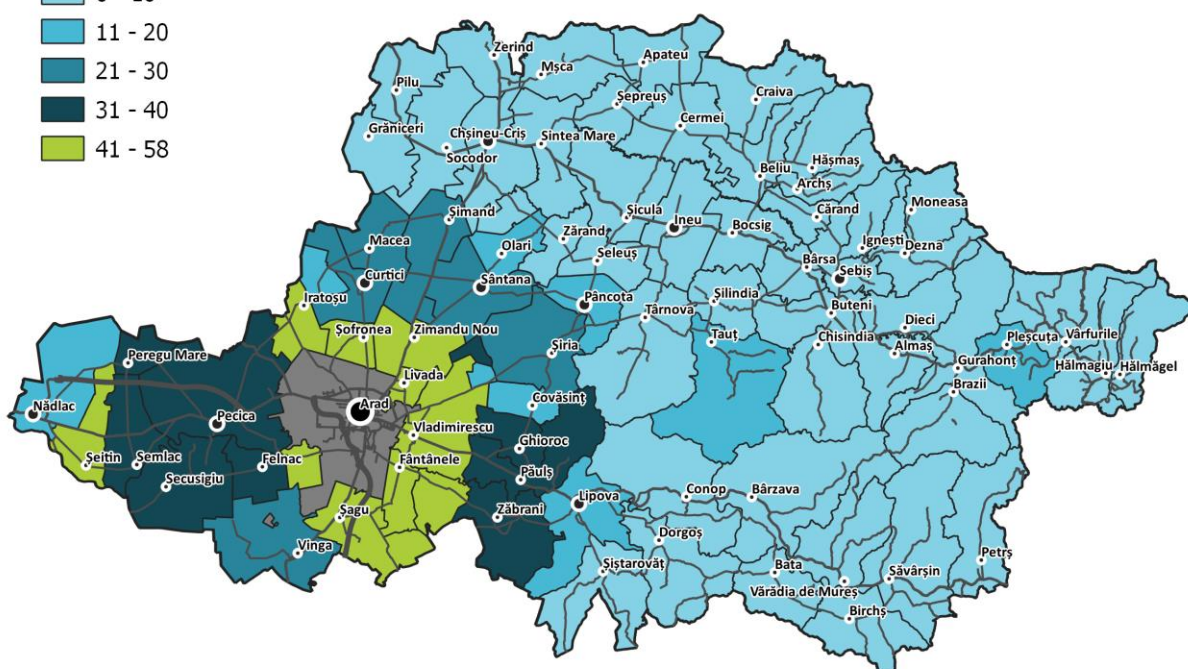 11 - 20
21 - 30
31 - 40
41 - 58
Zerind
Apateu
Mșca
Pilu
Craiva
Șepreuș
Cermei
Grăniceri
Chșineu-Criș
Sintea Mare
Socodor
Hășmaș
Beliu
Archș
Moneasa
Șimand
Șicula
Ineu
Bocsig
Cărand
Macea
Olari
Zărand
Seleuș
Ignești
Dezna
Bârsa
Sebiș
Curtici
Sântana
Pâncota
Iratoșu
Târnova
Șilindia
Buteni
Șofronea
Zimandu Nou
Tauț
Chisindia
Dieci
Almaș
Pleșcuța
Vârfurile
Peregu Mare
Șiria
Gurahonț
Hălmagiu
Hălmăgel
Livada
Brazii
Nădlac
Pecica
Arad
Covăsinț
Vladimirescu
Ghioroc
Șeitin
Semlac
Felnac
Fântânele
Păulș
Secusigiu
Lipova
Conop
Bârzava
Șagu
Zăbrani
Dorgoș
Vinga
Șiștarovăț
Bata
Săvârșin
Petrș
Vărădia de Mureș
Birchș